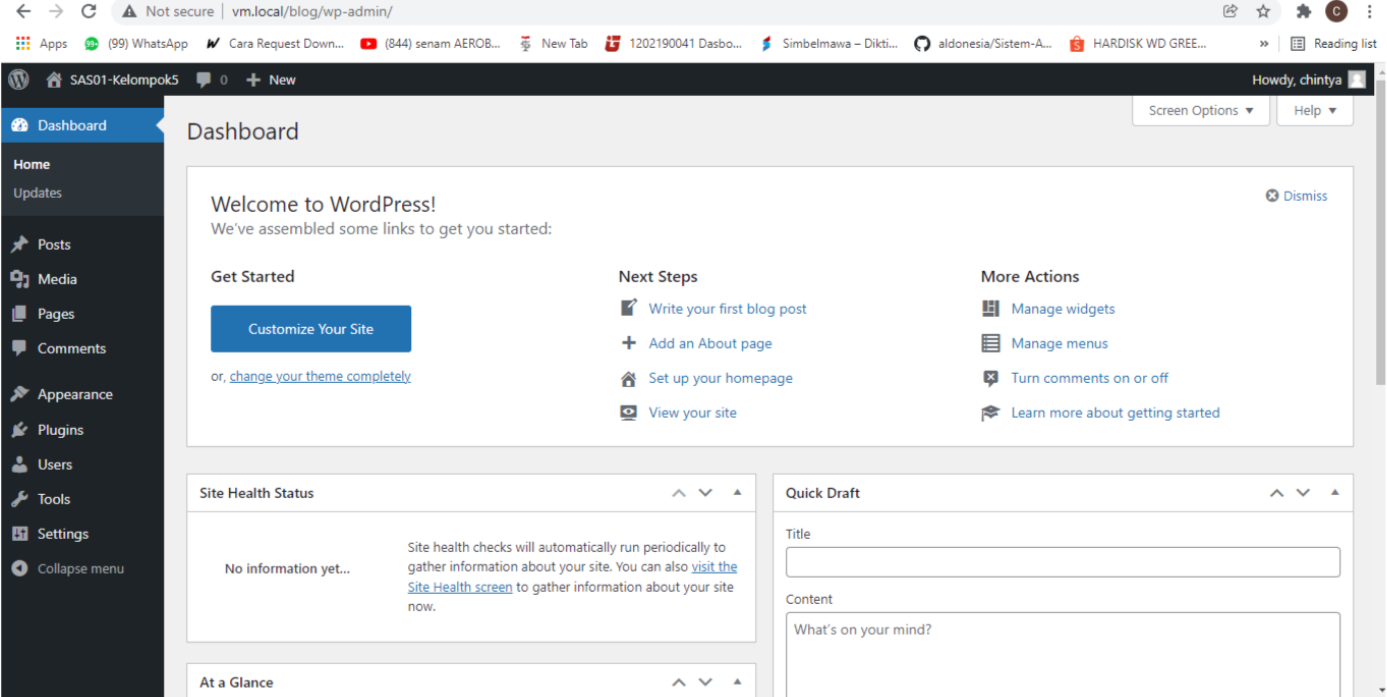 Not secure | vm.local/blog/wp-admin/
C
Apps (99) WhatsApp Cara Request Down... (844) senam AEROB... New Tab 1202190041 Dasbo... Simbelmawa – Dikti... aldonesia/Sistem-A... HARDISK WD GREE... » Reading list
SAS01-Kelompok5 0 + New Howdy, chintya
Screen Options ▼ Help ▼
Dashboard
Home
Updates
Posts
Media
Pages
Comments
Appearance
Plugins
Users
Tools
Settings
Collapse menu
Dashboard
Welcome to WordPress!
We've assembled some links to get you started:
Dismiss
Get Started
Customize Your Site
or, change your theme completely
Next Steps
Write your first blog post
Add an About page
Set up your homepage
View your site
More Actions
Manage widgets
Manage menus
Turn comments on or off
Learn more about getting started
Site Health Status
No information yet...
Site health checks will automatically run periodically to
gather information about your site. You can also visit the
Site Health screen to gather information about your site
now.
At a Glance
Quick Draft
Title
Content
What's on your mind?